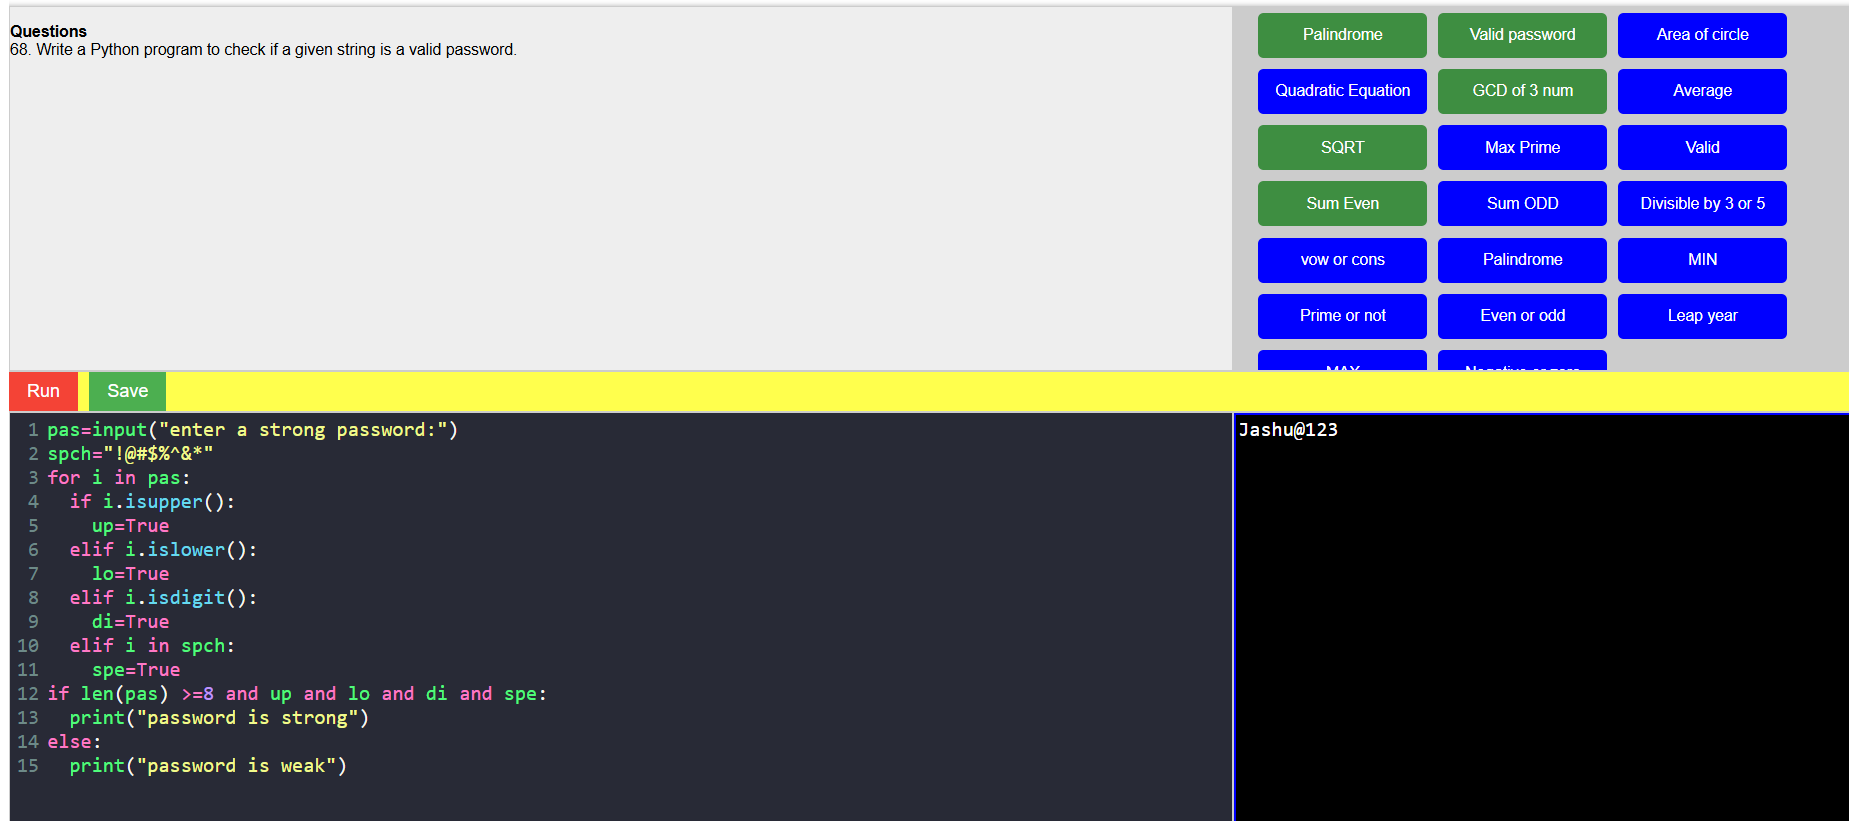 Questions
68. Write a Python program to check if a given string is a valid password.
Palindrome Valid password Area of circle
Quadratic Equation GCD of 3 num Average
SQRT Max Prime Valid
Sum Even Sum ODD Divisible by 3 or 5
vow or cons Palindrome MIN
Prime or not Even or odd Leap year
MAX Negative or zero
Run Save
1 pas=input("enter a strong password:")
2 spch="!@#$%^&*"
3 for i in pas:
4 if i.isupper():
5 up=True
6 elif i.islower():
7 lo=True
8 elif i.isdigit():
9 di=True
10 elif i in spch:
11 spe=True
12 if len(pas) >=8 and up and lo and di and spe:
13 print("password is strong")
14 else:
15 print("password is weak")
Jashu@123